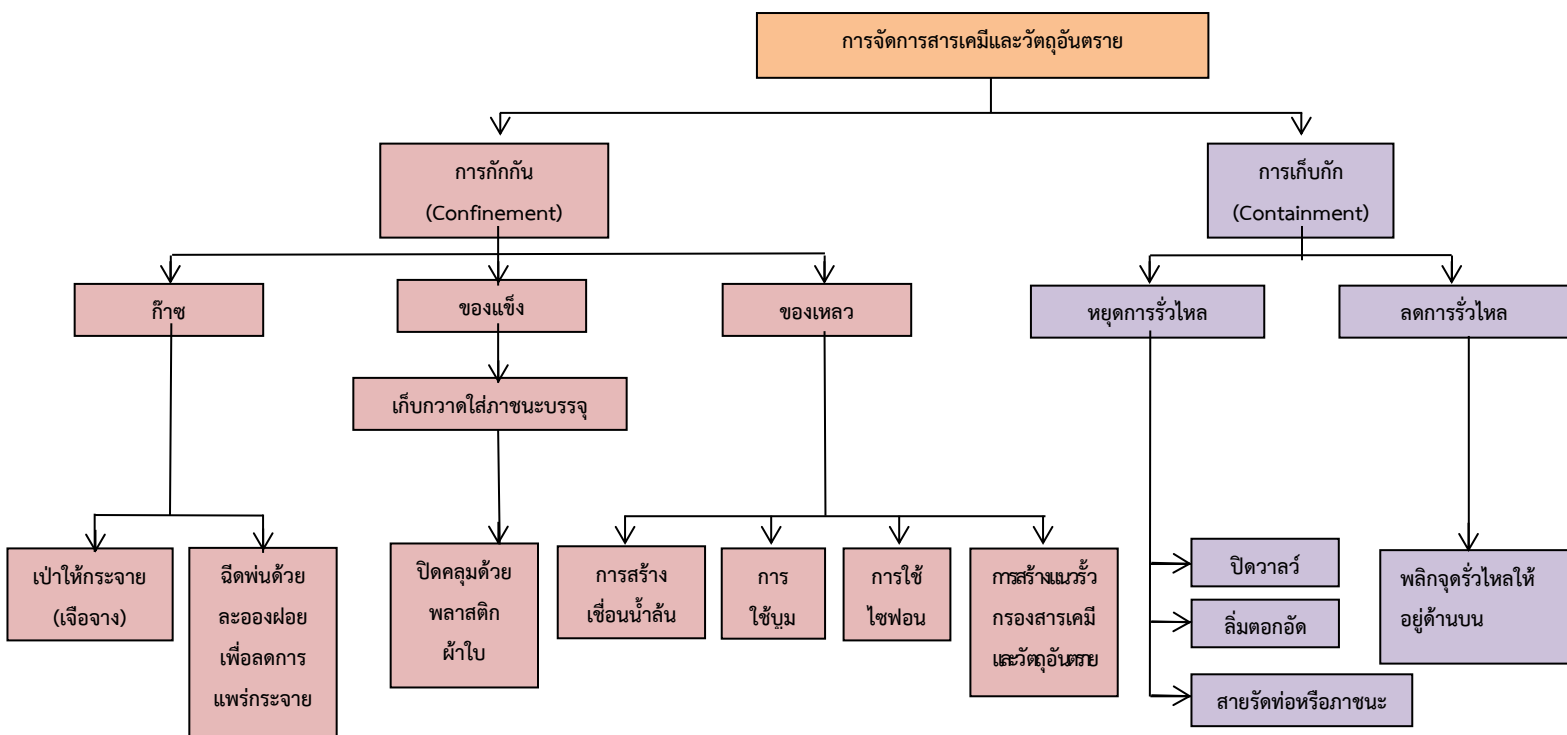 การจัดการสารเคมีและวัตถุอันตราย
การกักกัน
(Confinement)
การเก็บกัก
(Containment)
ก๊าซ
ของแข็ง
ของเหลว
หยุดการรั่วไหล
ลดการรั่วไหล
เก็บกวาดใส่ภาชนะบรรจุ
เป่าให้กระจาย
(เจือจาง)
ฉีดพ่นด้วย
ละอองฝอย
เพื่อลดการ
แพร่กระจาย
ปิดคลุมด้วย
พลาสติก
ผ้าใบ
การสร้าง
เขื่อนน้ำล้น
การ
ใช้บูม
การใช้
ไซฟอน
การสร้างแนวรั้ว
กรองสารเคมี
และวัตถุอันตราย
ปิดวาลว์
ลิ่มตอกอัด
สายรัดท่อหรือภาชนะ
พลิกจุดรั่วไหลให้
อยู่ด้านบน